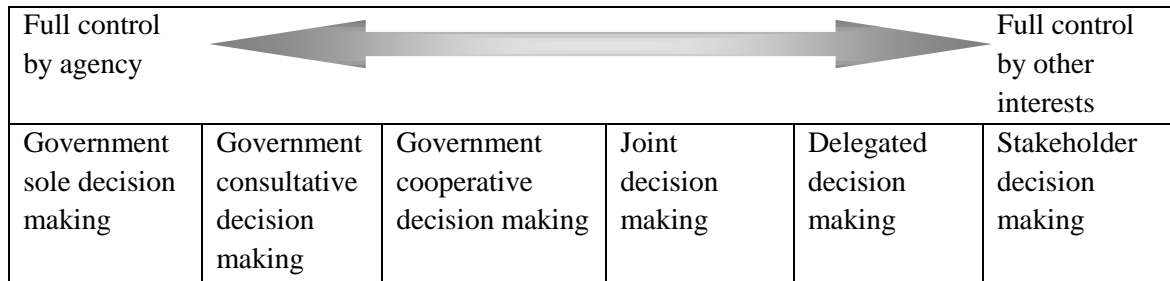 Full control
by agency
Full control
by other
interests
Government
sole decision
making
Government
consultative
decision
making
Government
cooperative
decision making
Joint
decision
making
Delegated
decision
making
Stakeholder
decision
making